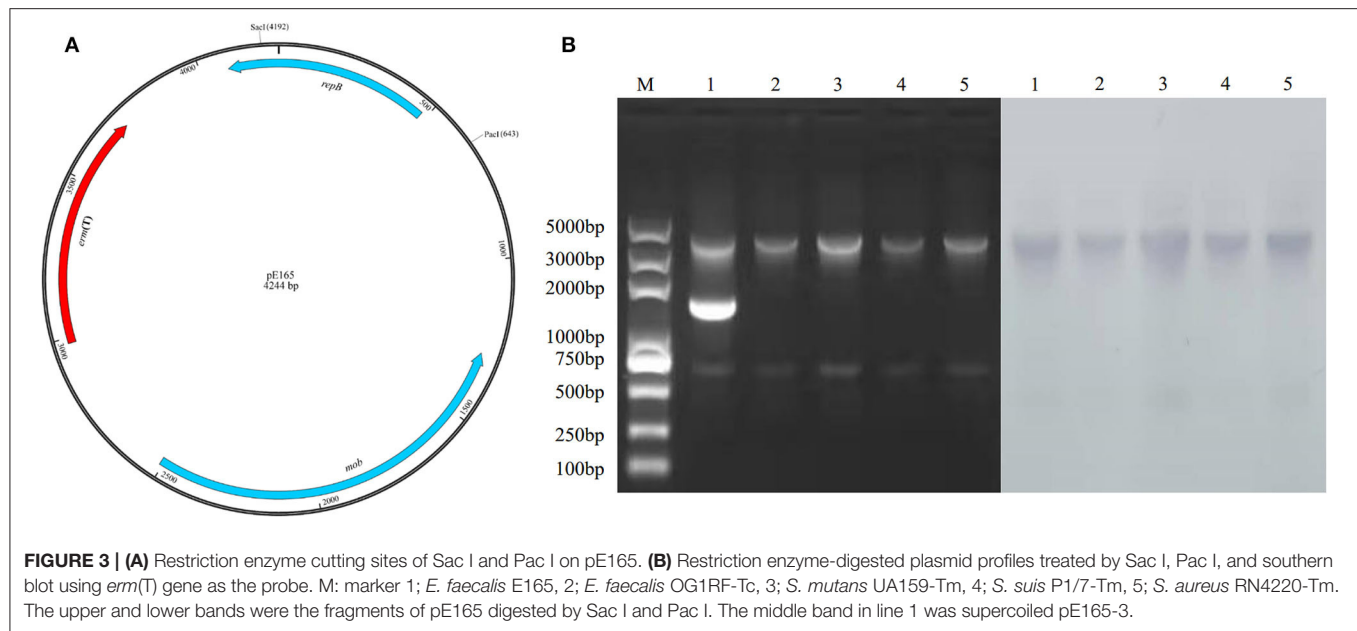 A
SacI(4192)
4000
repB
500
PacI(643)
3500
erm(T)
1000
pE165
4244 bp
3000
1500
mob
2500
2000
B
M 1 2 3 4 5 1 2 3 4 5
5000bp
3000bp
2000bp
1000bp
750bp
500bp
250bp
100bp
FIGURE 3 | (A) Restriction enzyme cutting sites of Sac I and Pac I on pE165. (B) Restriction enzyme-digested plasmid profiles treated by Sac I, Pac I, and southern
blot using erm(T) gene as the probe. M: marker 1; E. faecalis E165, 2; E. faecalis OG1RF-Tc, 3; S. mutans UA159-Tm, 4; S. suis P1/7-Tm, 5; S. aureus RN4220-Tm.
The upper and lower bands were the fragments of pE165 digested by Sac I and Pac I. The middle band in line 1 was supercoiled pE165-3.